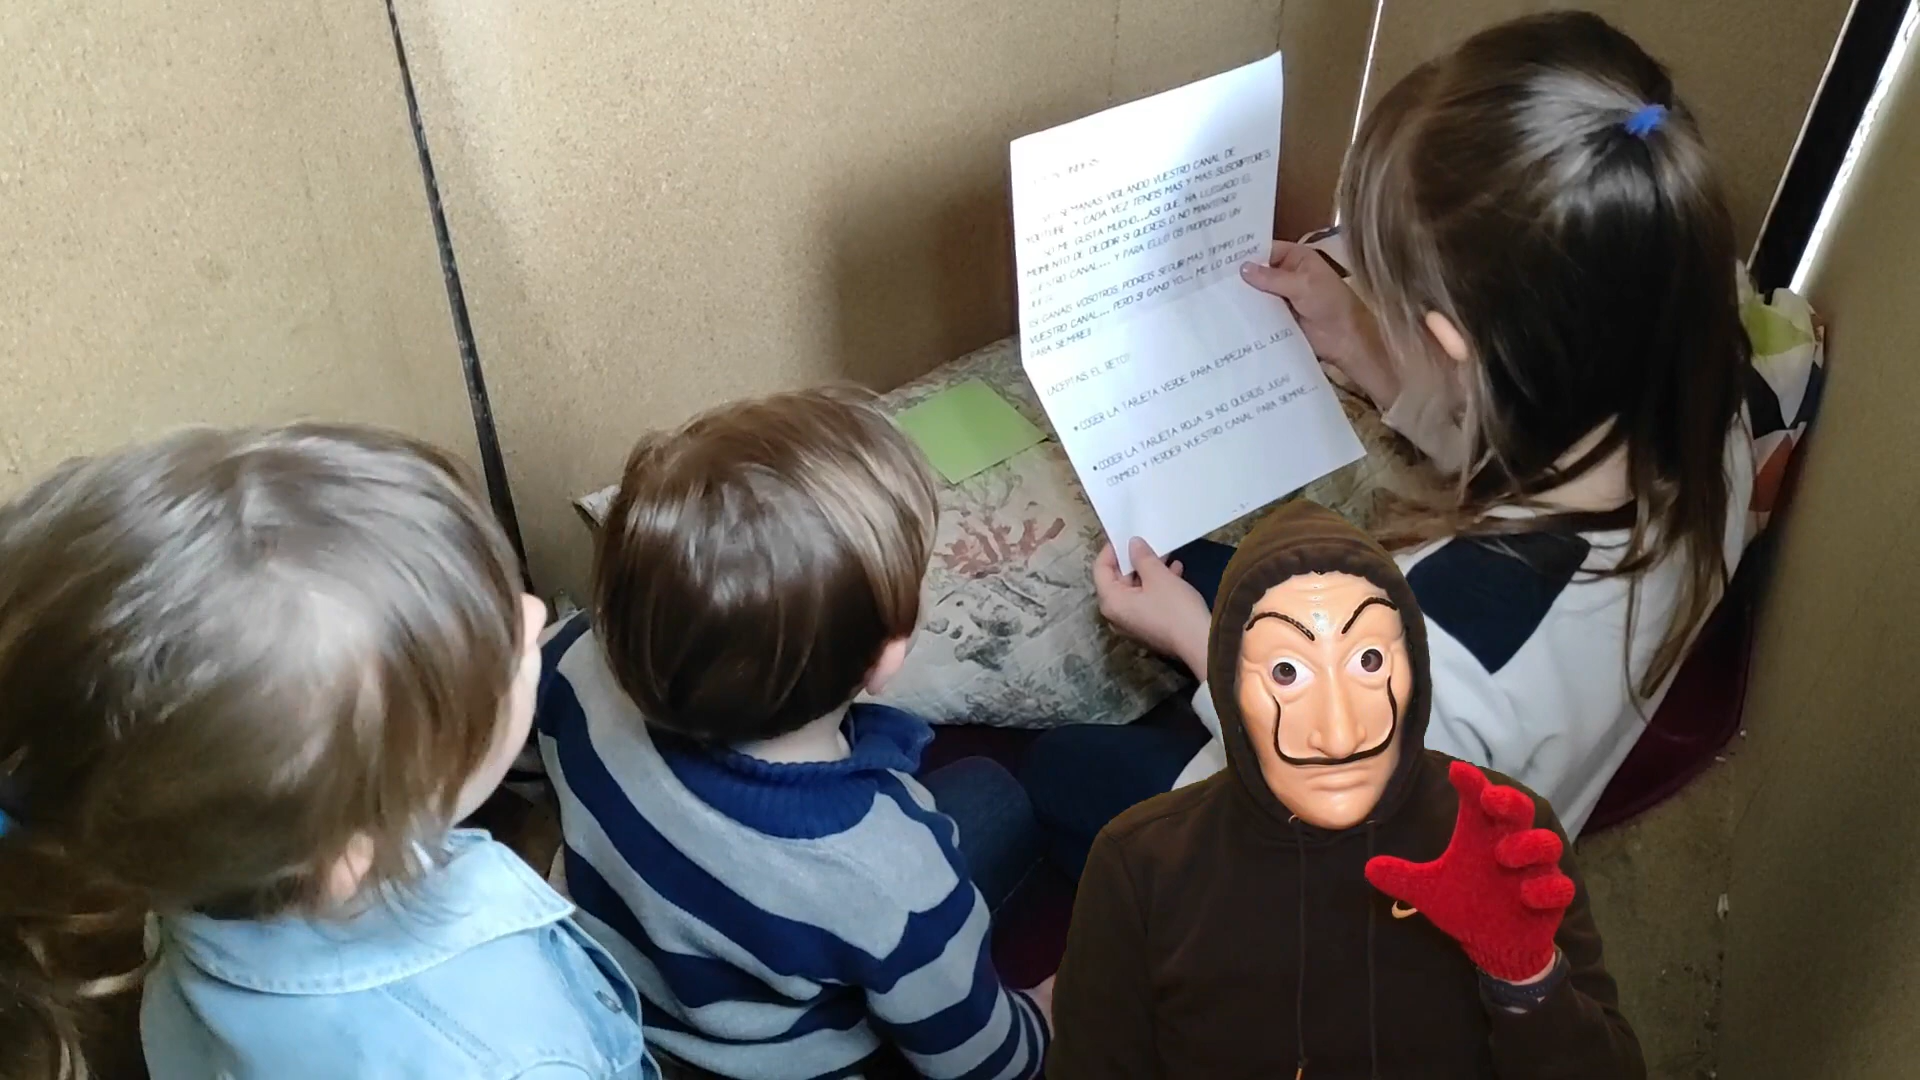 SEMANAS VIGILANDO VUESTRO CANAL DE
YOUTUBE Y CADA VEZ TENEIS MAS Y MAS SUSCRIPTORES
ESO ME GUSTA MUCHO...ASI QUE, HA LLEGADO EL
MOMENTO DE DECIDIR SI QUEREIS O NO MANTENER
VUESTRO CANAL.... Y PARA ELLO OS PROPONGO UN
JUEGO
(SI GANAIS VOSOTROS, PODREIS SEGUIR MAS TIEMPO CON
VUESTRO CANAL.... PERO SI GANO YO.... ME LO QUEDARE
PARA SIEMPRE!!
¿ACEPTAIS EL RETO?
• COGER LA TARJETA VERDE PARA EMPEZAR EL JUEGO
• COGER LA TARJETA ROJA SI NO QUEREIS JUGAR
CONMIGO Y PERDER VUESTRO CANAL PARA SIEMPRE....